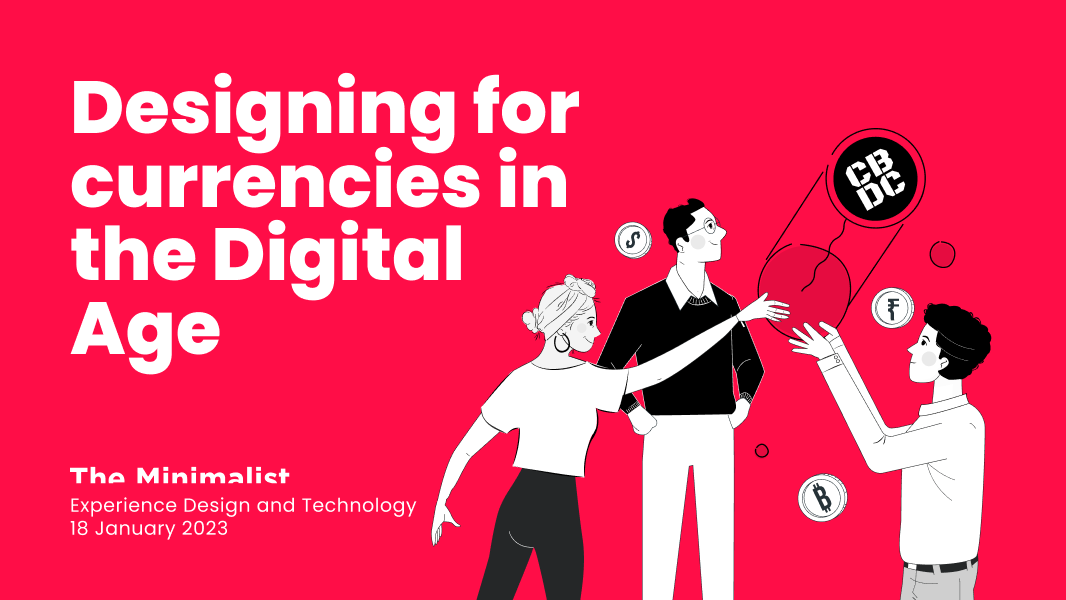 Designing for
currencies in
the Digital
Age
The Minimalist
Experience Design and Technology
18 January 2023
CB
DC
$
₮
₿